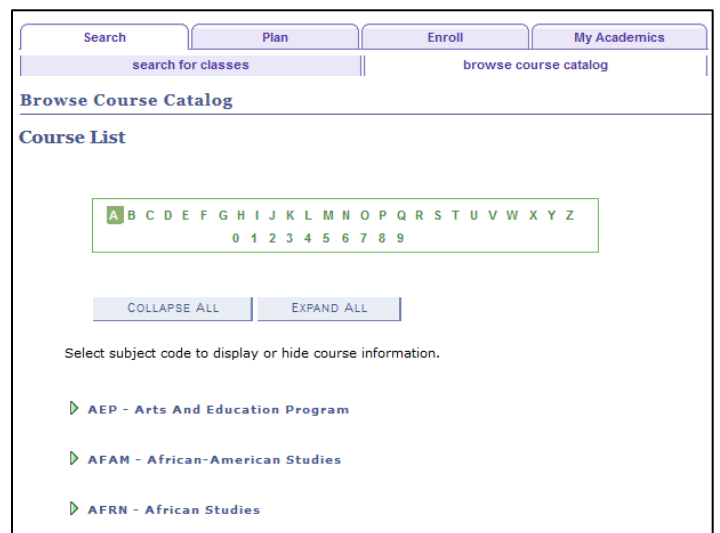 Search Plan Enroll My Academics
search for classes browse course catalog
Browse Course Catalog
Course List
A B C D E F G H I J K L M N O P Q R S T U V W X Y Z
0 1 2 3 4 5 6 7 8 9
COLLAPSE ALL EXPAND ALL
Select subject code to display or hide course information.
AEP - Arts And Education Program
AFAM - African-American Studies
AFRN - African Studies